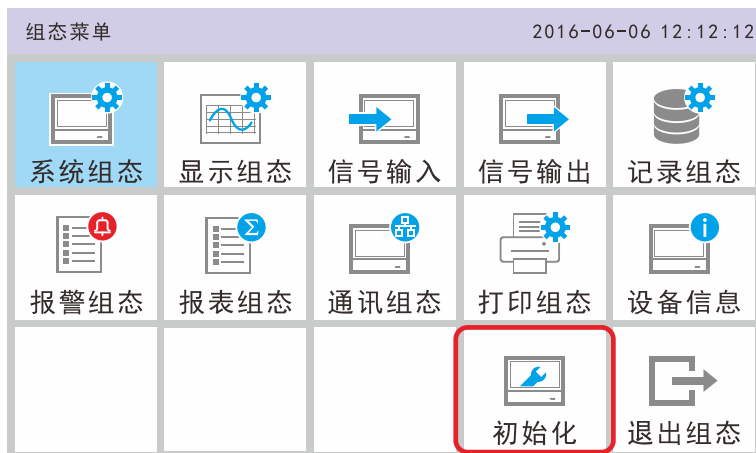 组态菜单 2016-06-06 12:12:12
系统组态 显示组态 信号输入 信号输出 记录组态
报警组态 报表组态 通讯组态 打印组态 设备信息
初始化 退出组态